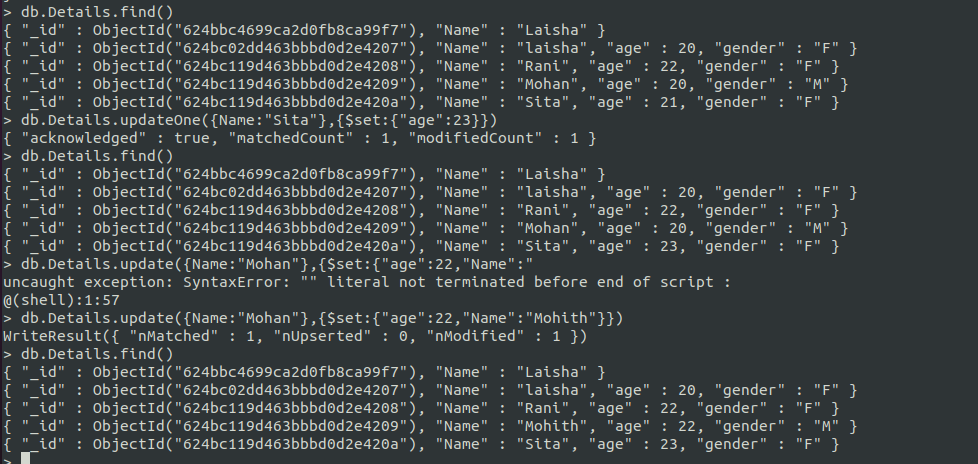 > db.Details.find()
{ "_id" : ObjectId("624bbc4699ca2d0fb8ca99f7"), "Name" : "Laisha" }
{ "_id" : ObjectId("624bc02dd463bbbd0d2e4207"), "Name" : "laisha", "age" : 20, "gender" : "F" }
{ "_id" : ObjectId("624bc119d463bbbd0d2e4208"), "Name" : "Rani", "age" : 22, "gender" : "F" }
{ "_id" : ObjectId("624bc119d463bbbd0d2e4209"), "Name" : "Mohan", "age" : 20, "gender" : "M" }
{ "_id" : ObjectId("624bc119d463bbbd0d2e420a"), "Name" : "Sita", "age" : 21, "gender" : "F" }
> db.Details.updateOne({Name:"Sita"},{$set:{"age":23}})
{ "acknowledged" : true, "matchedCount" : 1, "modifiedCount" : 1 }
> db.Details.find()
{ "_id" : ObjectId("624bbc4699ca2d0fb8ca99f7"), "Name" : "Laisha" }
{ "_id" : ObjectId("624bc02dd463bbbd0d2e4207"), "Name" : "laisha", "age" : 20, "gender" : "F" }
{ "_id" : ObjectId("624bc119d463bbbd0d2e4208"), "Name" : "Rani", "age" : 22, "gender" : "F" }
{ "_id" : ObjectId("624bc119d463bbbd0d2e4209"), "Name" : "Mohan", "age" : 20, "gender" : "M" }
{ "_id" : ObjectId("624bc119d463bbbd0d2e420a"), "Name" : "Sita", "age" : 23, "gender" : "F" }
> db.Details.update({Name:"Mohan"},{$set:{"age":22,"Name":"
uncaught exception: SyntaxError: "" literal not terminated before end of script :
@(shell):1:57
> db.Details.update({Name:"Mohan"},{$set:{"age":22,"Name":"Mohith"}})
WriteResult({ "nMatched" : 1, "nUpserted" : 0, "nModified" : 1 })
> db.Details.find()
{ "_id" : ObjectId("624bbc4699ca2d0fb8ca99f7"), "Name" : "Laisha" }
{ "_id" : ObjectId("624bc02dd463bbbd0d2e4207"), "Name" : "laisha", "age" : 20, "gender" : "F" }
{ "_id" : ObjectId("624bc119d463bbbd0d2e4208"), "Name" : "Rani", "age" : 22, "gender" : "F" }
{ "_id" : ObjectId("624bc119d463bbbd0d2e4209"), "Name" : "Mohith", "age" : 22, "gender" : "M" }
{ "_id" : ObjectId("624bc119d463bbbd0d2e420a"), "Name" : "Sita", "age" : 23, "gender" : "F" }
>